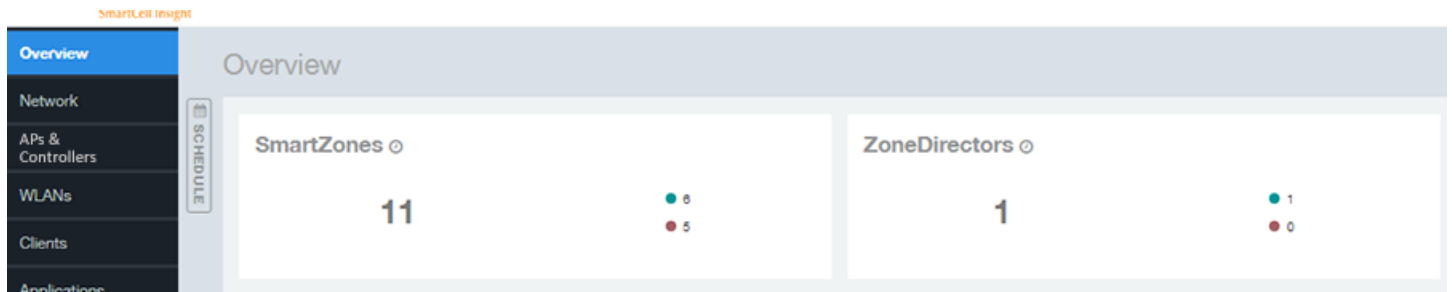 SmartCell Insight
Overview
Network
APs &
Controllers
WLANs
Clients
Applications
SCHEDULE
Overview
SmartZones
11
6
5
ZoneDirectors
1
1
0